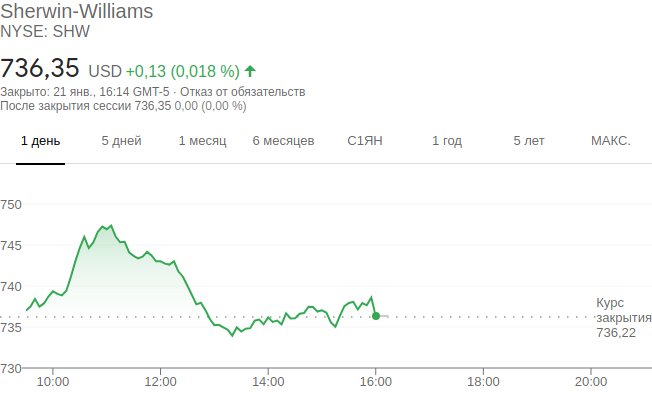 Sherwin-Williams
NYSE: SHW
736,35 USD +0,13 (0,018 %)
Закрыто: 21 янв., 16:14 GMT-5 · Отказ от обязательств
После закрытия сессии 736,35 0,00 (0,00 %)
1 день 5 дней 1 месяц 6 месяцев С1ЯН 1 год 5 лет МАКС.
750
745
740
735
730
Курс
закрытия
736,22
10:00 12:00 14:00 16:00 18:00 20:00